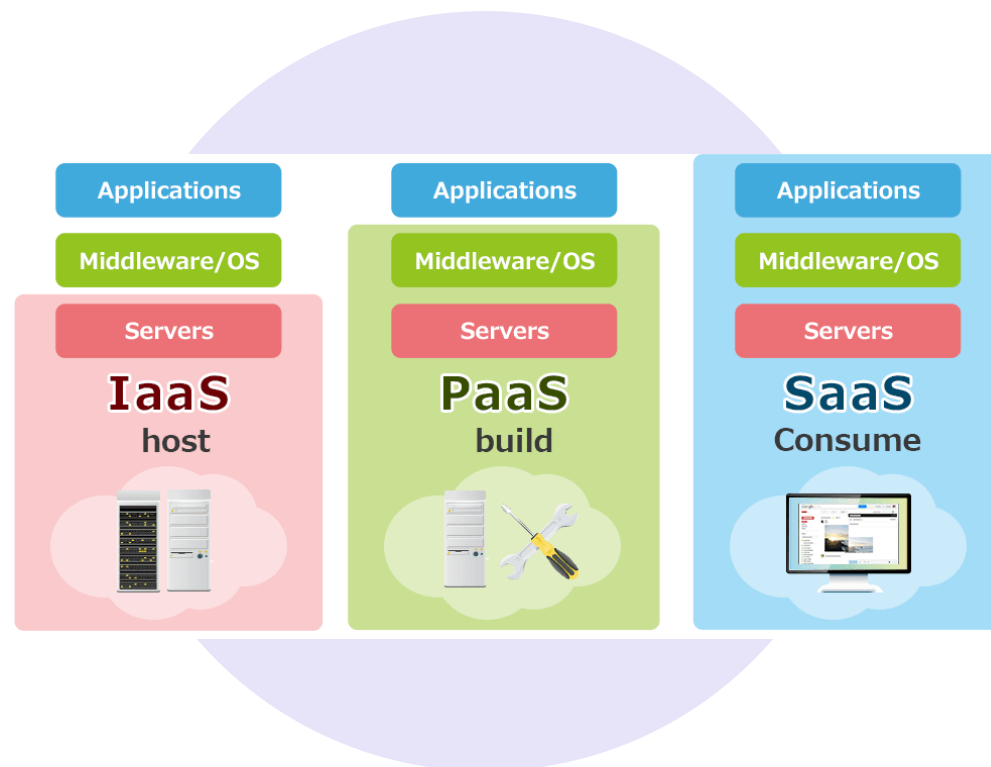 Applications
Middleware/OS
Servers
IaaS
host
Applications
Middleware/OS
Servers
PaaS
build
Applications
Middleware/OS
Servers
SaaS
Consume